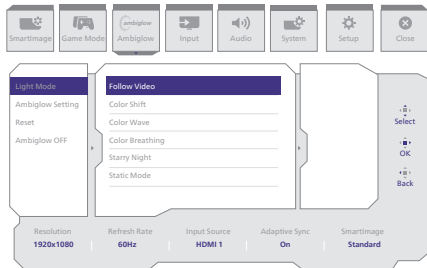 ambiglow
SmartImage Game Mode Ambiglow Input Audio System Setup Close
Light Mode Follow Video
Ambiglow Setting Color Shift
Reset Color Wave
Ambiglow OFF Color Breathing
Starry Night
Static Mode
Select
OK
Back
Resolution Refresh Rate Input Source Adaptive Sync SmartImage
1920x1080 60Hz HDMI 1 On Standard